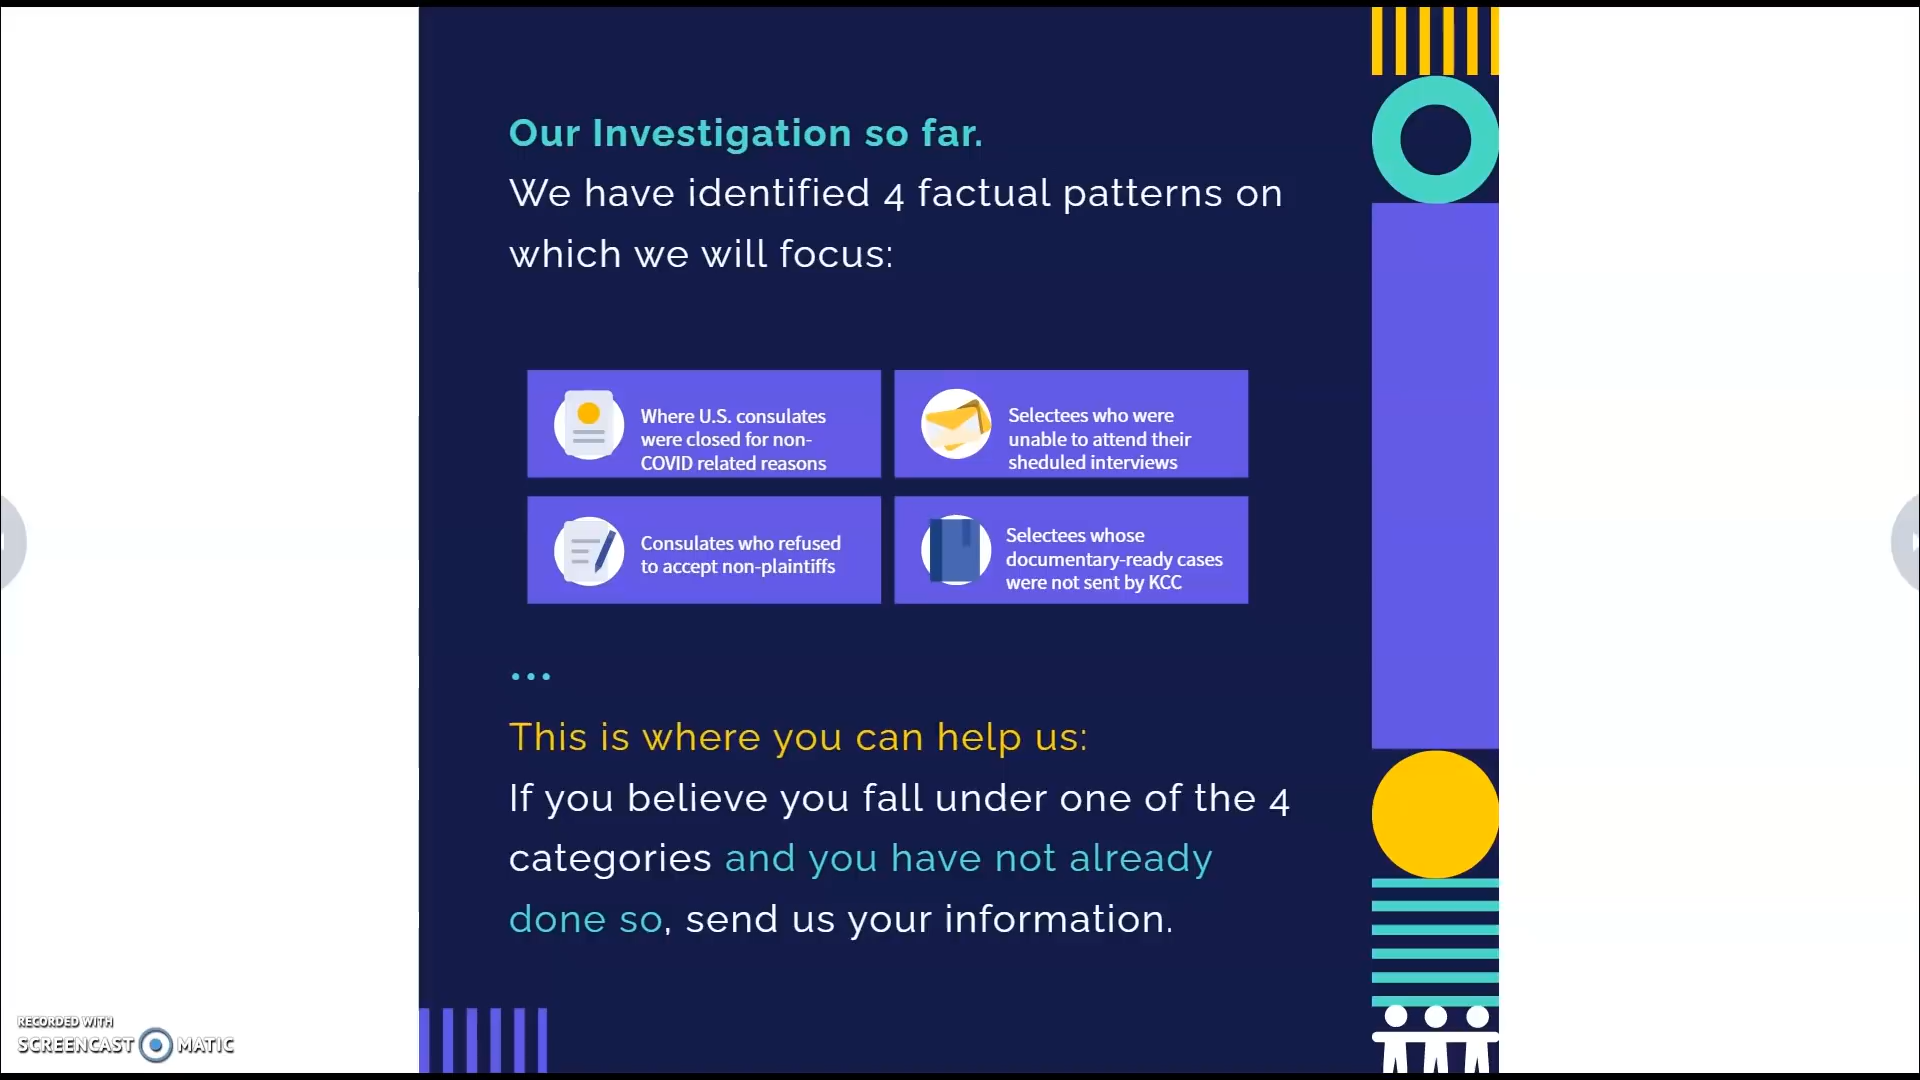 Our Investigation so far.
We have identified 4 factual patterns on
which we will focus:
Where U.S. consulates
were closed for non-
COVID related reasons
Selectees who were
unable to attend their
sheduled interviews
Consulates who refused
to accept non-plaintiffs
Selectees whose
documentary-ready cases
were not sent by KCC
...
This is where you can help us:
If you believe you fall under one of the 4
categories and you have not already
done so, send us your information.
RECORDED WITH
SCREENCAST MATIC